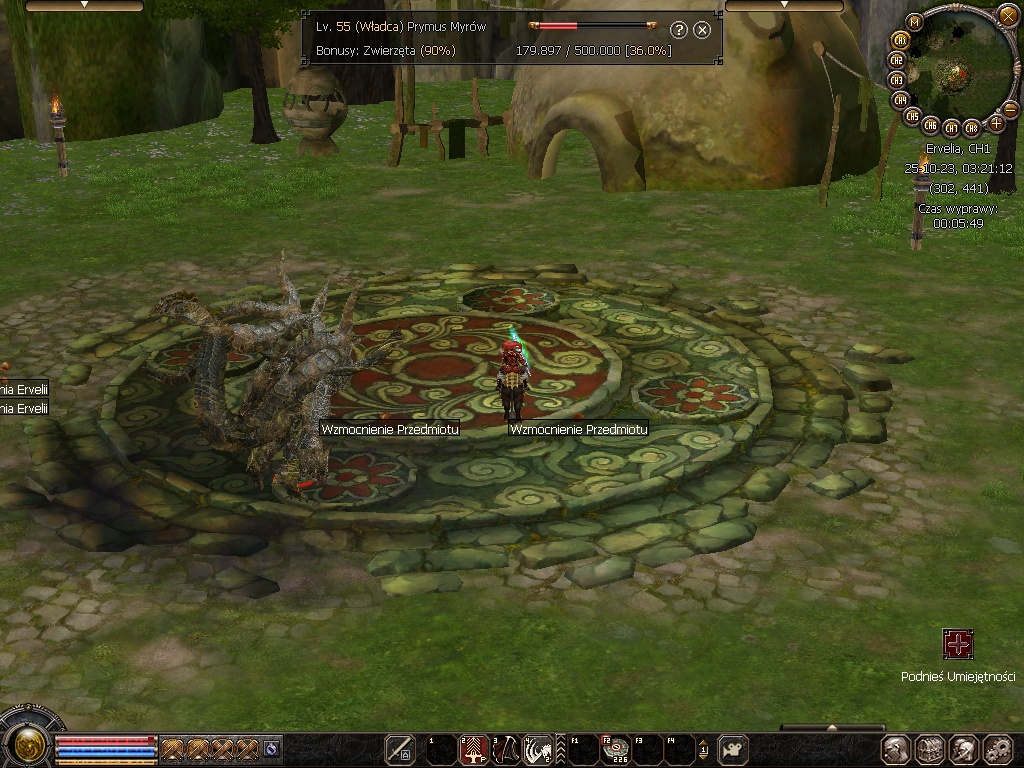 Lv. 55 (Władca) Prymus Myrów
Bonusy: Zwierzęta (90%)
179,897 / 500,000 [36.0%]
M
CH1
CH2
CH3
CH4
CH5
CH6
CH7
CH8
Ervelia, CH1
25-10-23, 03:21:12
(302, 441)
Czas wyprawy:
00:05:49
nia Ervelii
nia Ervelii
Wzmocnienie Przedmiotu
Wzmocnienie Przedmiotu
Podnieś Umiejętności
1 2 3 4 F1 F2 F3 F4
226
1